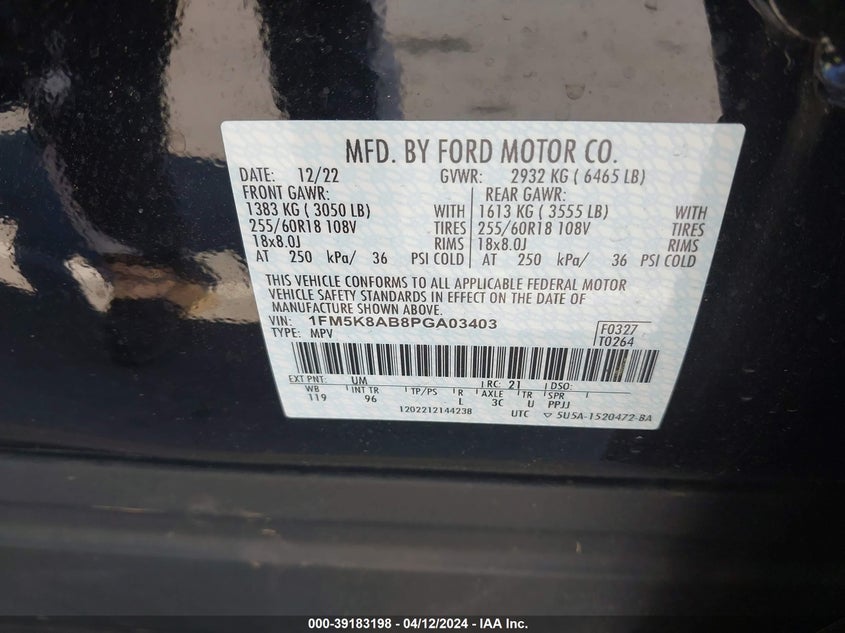 MFD. BY FORD MOTOR CO.
DATE: 12/22 GVWR: 2932 KG ( 6465 LB)
FRONT GAWR: REAR GAWR:
1383 KG ( 3050 LB) WITH 1613 KG ( 3555 LB) WITH
255/60R18 108V TIRES 255/60R18 108V TIRES
18x8.0J RIMS 18x8.0J RIMS
AT 250 kPa/ 36 PSI COLD AT 250 kPa/ 36 PSI COLD
THIS VEHICLE CONFORMS TO ALL APPLICABLE FEDERAL MOTOR
VEHICLE SAFETY STANDARDS IN EFFECT ON THE DATE OF
MANUFACTURE SHOWN ABOVE.
VIN: 1FM5K8AB8PGA03403 F0327
TYPE: MPV T0264
EXT PNT: UM RC: 21 DSO:
WB INT TR TP/PS R AXLE TR SPR
119 96 L 3C U PPJJ
1202212144238 UTC ▽ 5U5A-1520472-BA
000-39183198 - 04/12/2024 - IAA Inc.